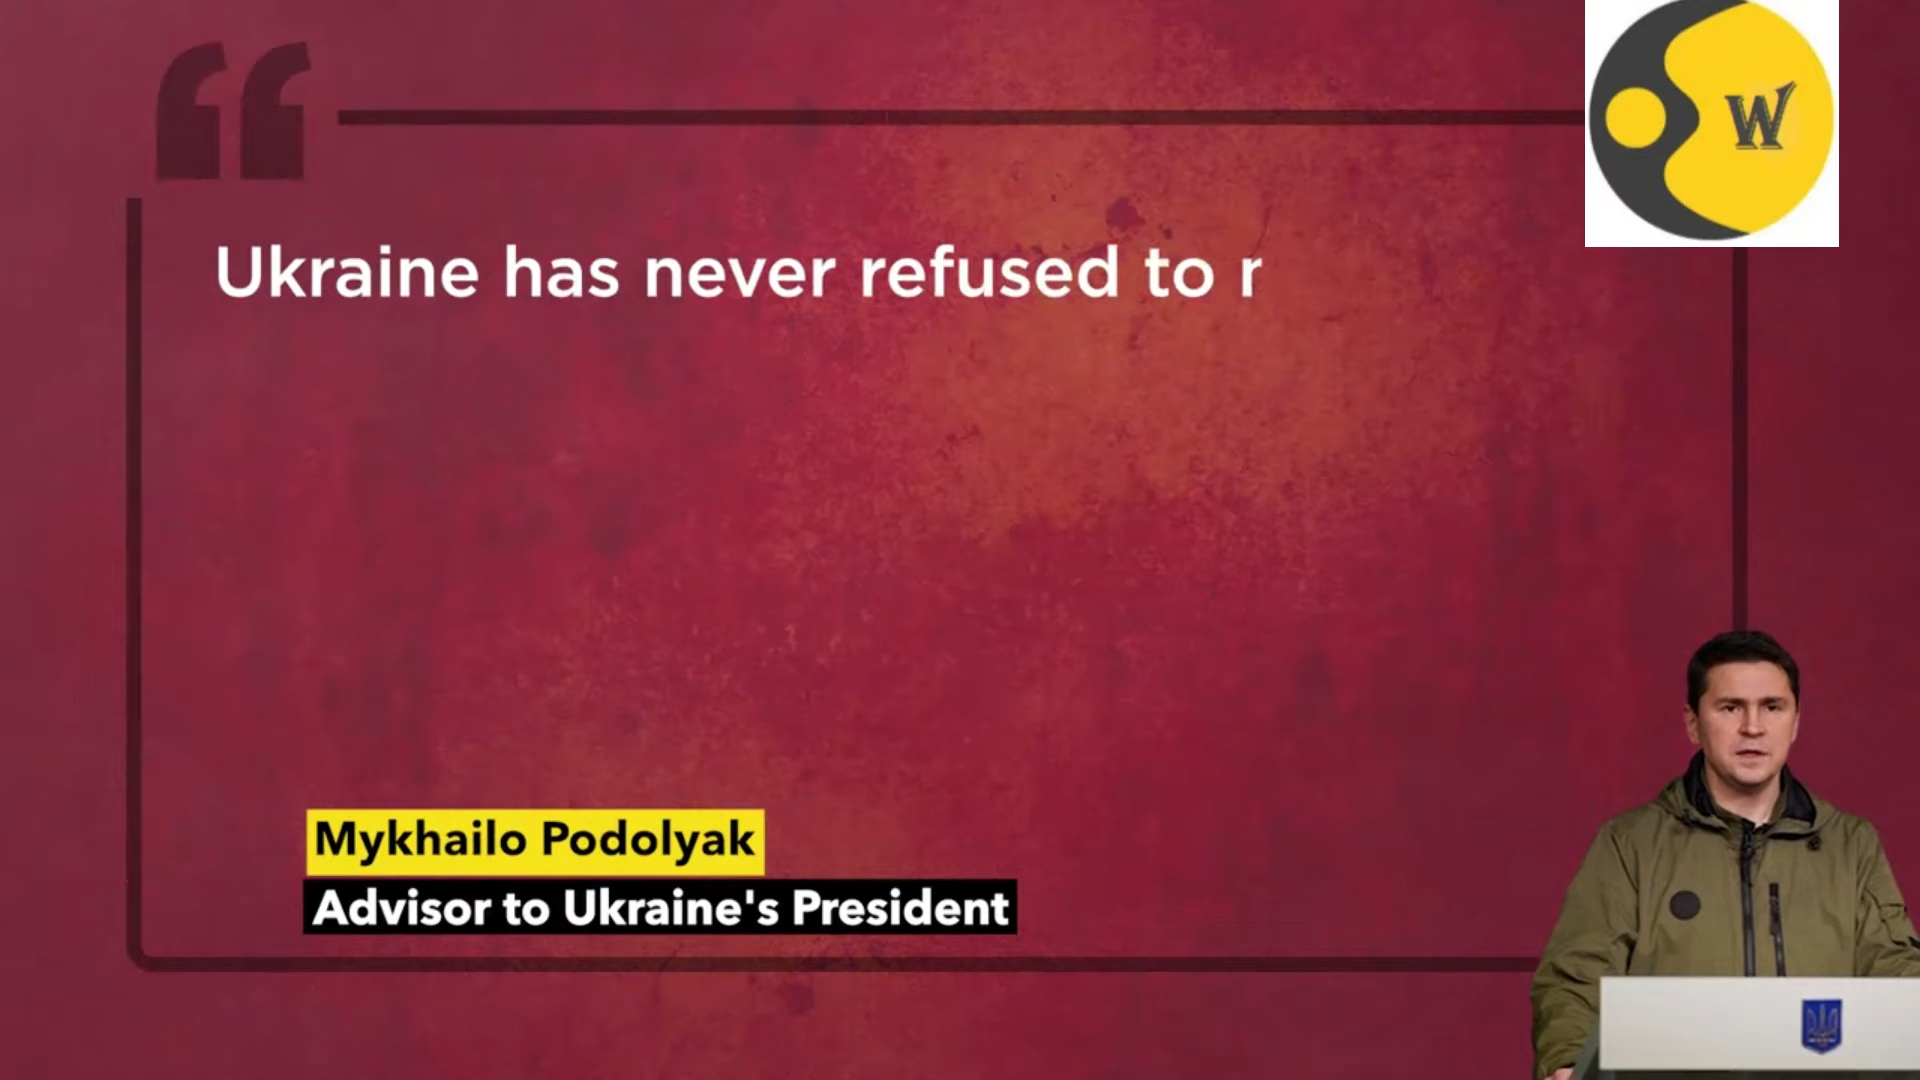 W
Ukraine has never refused to r
Mykhailo Podolyak
Advisor to Ukraine's President